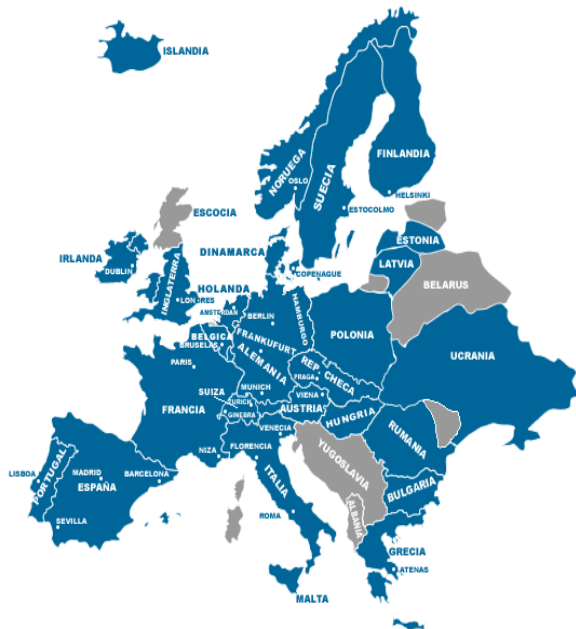 ISLANDIA
NORUEGA
SUECIA
FINLANDIA
OSLO
HELSINKI
ESTOCOLMO
ESCOCIA
ESTONIA
IRLANDA
DUBLIN
INGLATERRA
LONDRES
DINAMARCA
COPENAGUE
LATVIA
BELARUS
HOLANDA
AMSTERDAN
BERLIN
HAMBURGO
POLONIA
UCRANIA
BELGICA
BRUSELAS
FRANKUFURT
ALEMANIA
REP. CHECA
PRAGA
PARIS
MUNICH
VIENA
SUIZA
ZURICH
AUSTRIA
HUNGRIA
FRANCIA
GINEBRA
VENECIA
RUMANIA
NIZA
FLORENCIA
YUGOSLAVIA
PORTUGAL
LISBOA
MADRID
ESPAÑA
BARCELONA
ITALIA
BULGARIA
ALBANIA
SEVILLA
ROMA
GRECIA
ATENAS
MALTA